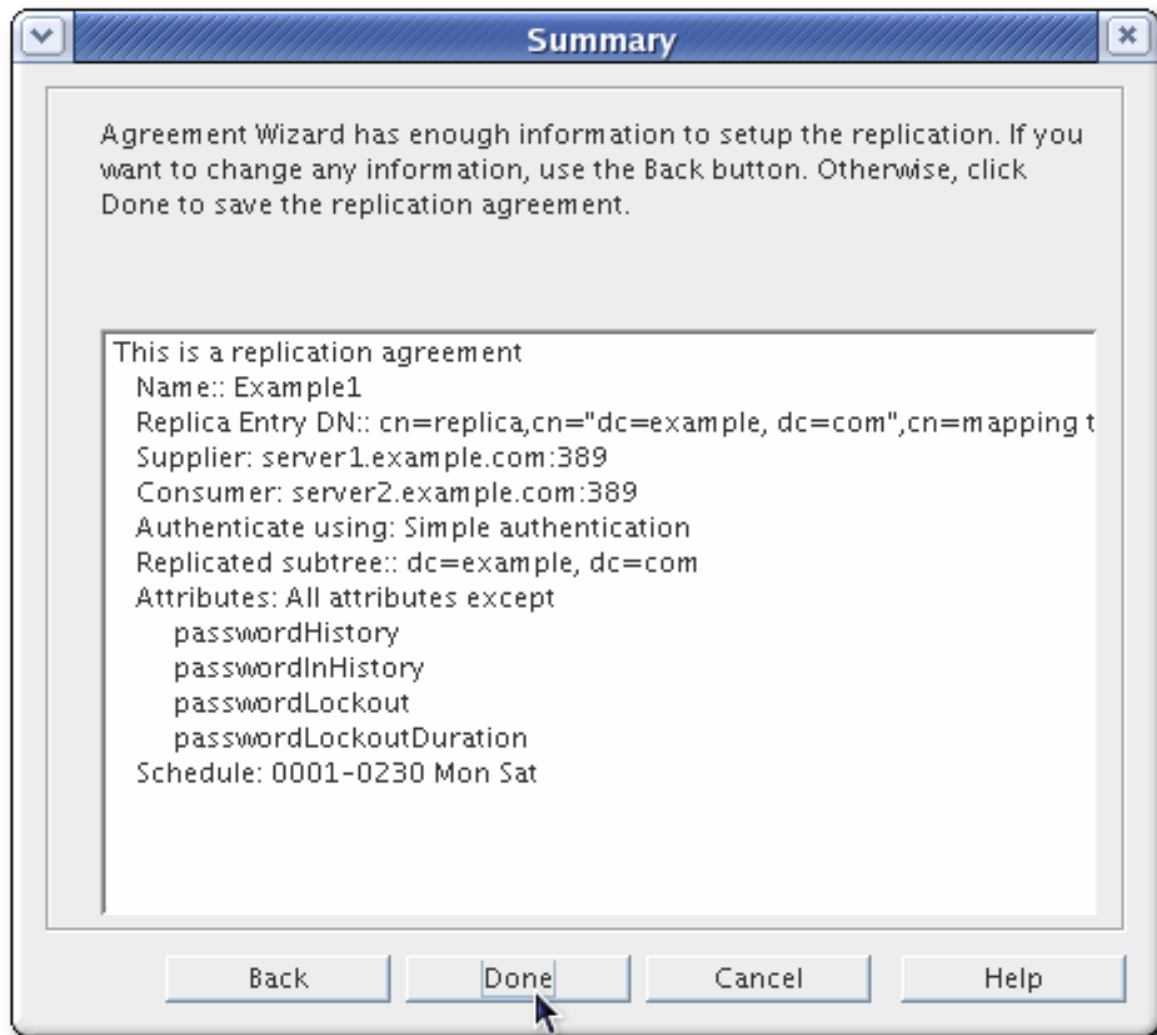 Summary
Agreement Wizard has enough information to setup the replication. If you
want to change any information, use the Back button. Otherwise, click
Done to save the replication agreement.
This is a replication agreement
Name:: Example1
Replica Entry DN:: cn=replica,cn="dc=example, dc=com",cn=mapping t
Supplier: server1.example.com:389
Consumer: server2.example.com:389
Authenticate using: Simple authentication
Replicated subtree:: dc=example, dc=com
Attributes: All attributes except
passwordHistory
passwordInHistory
passwordLockout
passwordLockoutDuration
Schedule: 0001-0230 Mon Sat
Back Done Cancel Help